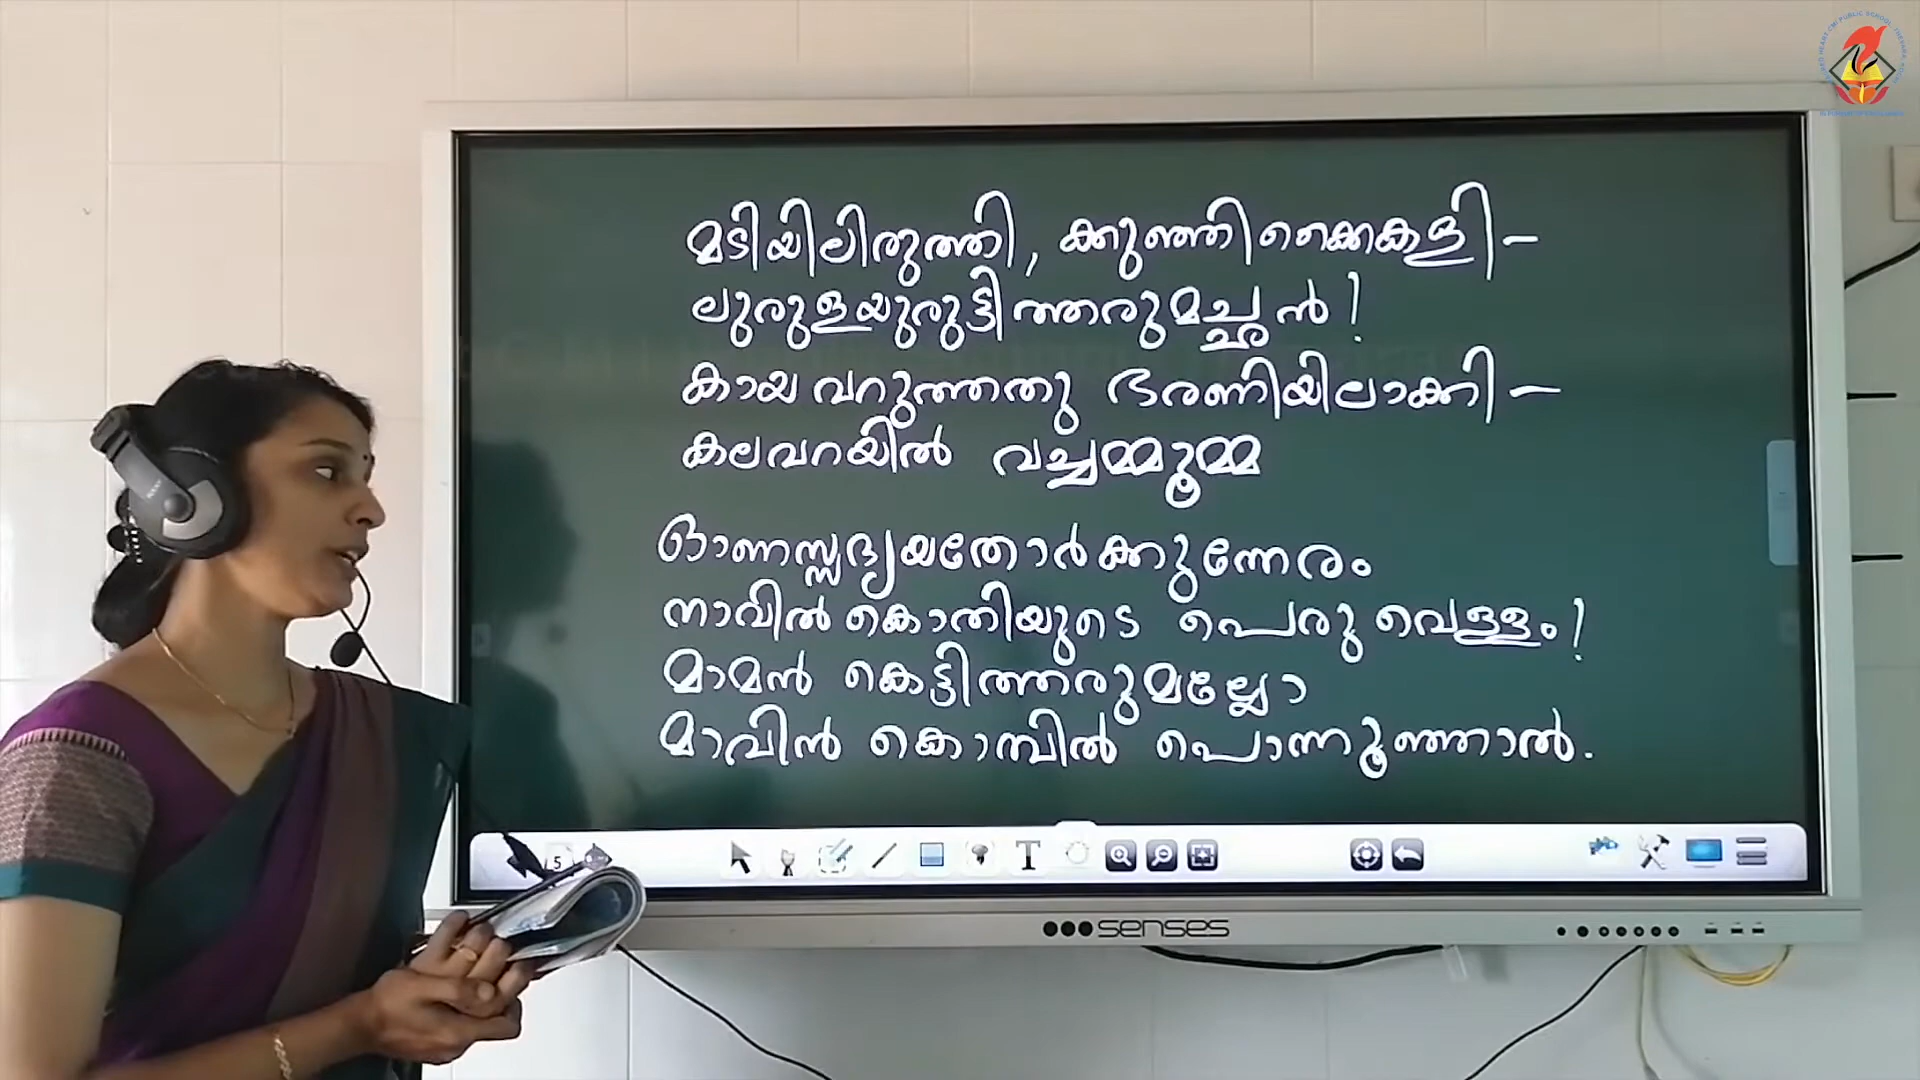 മടിയിലിരുത്തി, ക്കുഞ്ഞിക്കൈകളി-
ലുരുളയുരുട്ടിത്തരുമച്ഛൻ!
കായ വറുത്തതു ഭരണിയിലാക്കി-
കലവറയിൽ വച്ചമ്മൂമ്മ
ഓണസ്സദ്യയതോർക്കുന്നേരം
നാവിൽ കൊതിയുടെ പെരുവെള്ളം!
മാമൻ കെട്ടിത്തരുമല്ലോ
മാവിൻ കൊമ്പിൽ പൊന്നൂഞ്ഞാൽ.
5
T
senses